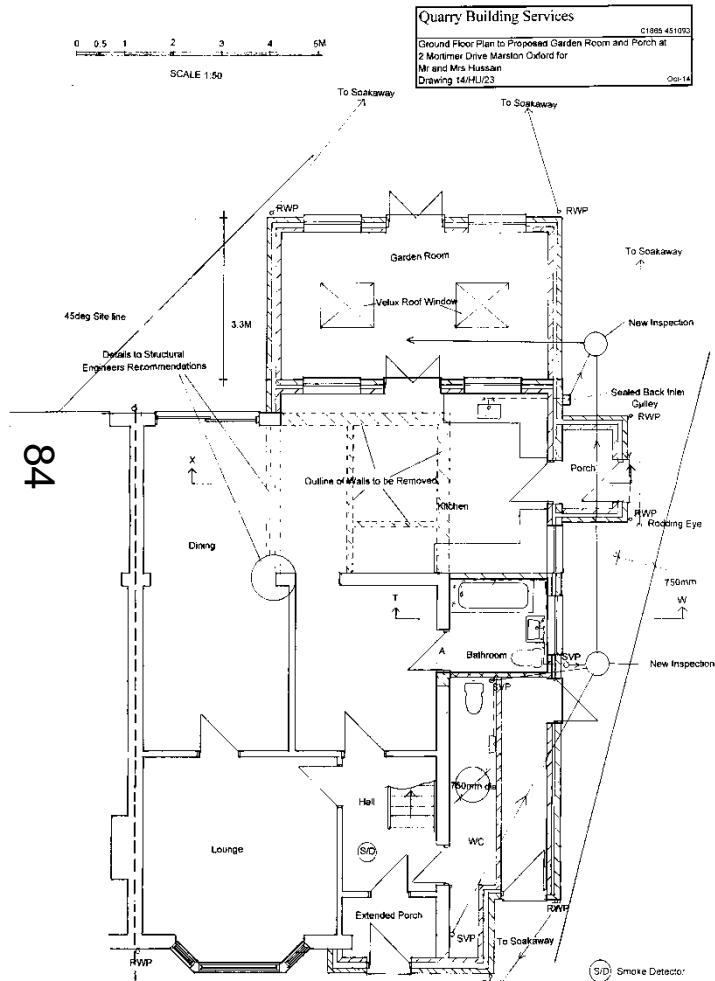 Quarry Building Services
01865 451093
Ground Floor Plan to Proposed Garden Room and Porch at
2 Mortimer Drive Marston Oxford for
Mr and Mrs Hussain
Drawing 14/HU/23
Oct-14
0 0.5 1 2 3 4 5M
SCALE 1:50
To Soakaway
To Soakaway
RWP
RWP
Garden Room
To Soakaway
Velux Roof Window
45deg Site line
3.3M
New Inspection
Details to Structural
Engineers Recommendations
Sealed Back Inlet
Gulley
RWP
84
X
Porch
Outline of Walls to be Removed
Kitchen
RWP
Rodding Eye
Dining
750mm
T
W
A
Bathroom
SVP
New Inspection
SVP
750mm dia
Hall
WC
Lounge
S/D
Extended Porch
RWP
SVP
To Soakaway
RWP
S/D Smoke Detector